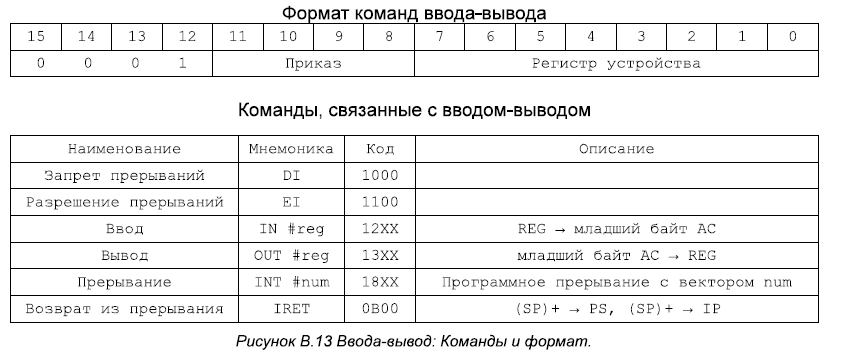 Формат команд ввода-вывода
15 14 13 12 11 10 9 8 7 6 5 4 3 2 1 0
0 0 0 1 Приказ Регистр устройства
Команды, связанные с вводом-выводом
Наименование Мнемоника Код Описание
Запрет прерываний DI 1000
Разрешение прерываний EI 1100
Ввод IN #reg 12XX REG → младший байт AC
Вывод OUT #reg 13XX младший байт AC → REG
Прерывание INT #num 18XX Программное прерывание с вектором num
Возврат из прерывания IRET 0B00 (SP)+ → PS, (SP)+ → IP
Рисунок В.13 Ввода-вывод: Команды и формат.